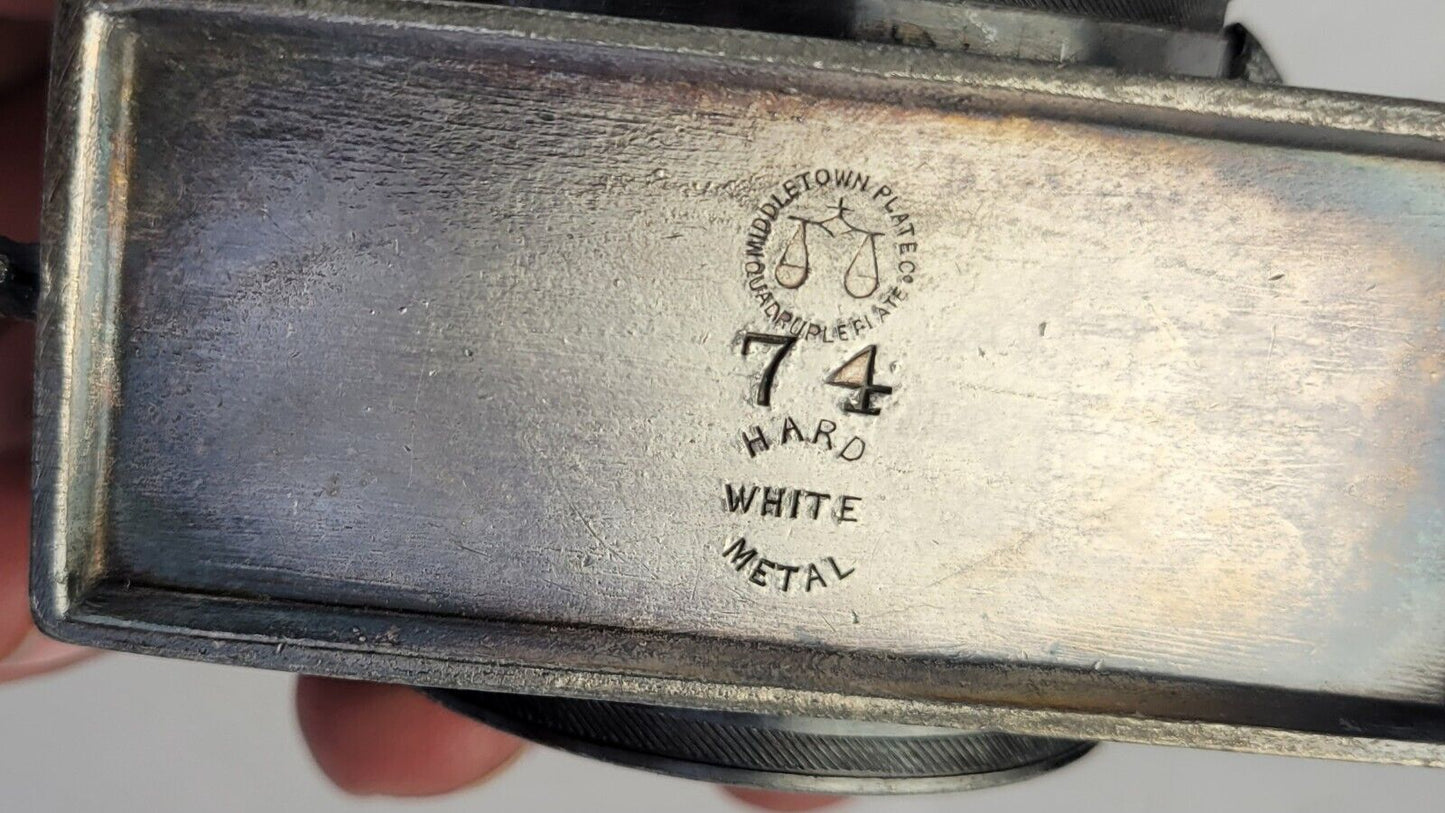 MIDDLETOWN PLATE Co
QUADRUPLE PLATE
74
HARD
WHITE
METAL